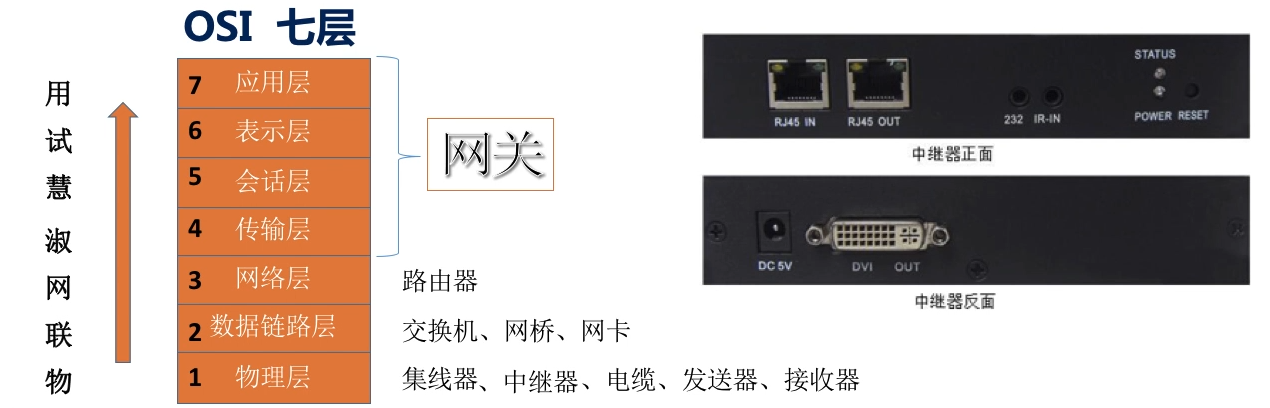 OSI 七层
用
试
慧
淑
网
联
物
7 应用层
6 表示层
5 会话层
4 传输层
3 网络层
2 数据链路层
1 物理层
网关
路由器
交换机、网桥、网卡
集线器、中继器、电缆、发送器、接收器
STATUS
RJ45 IN
RJ45 OUT
232
IR-IN
POWER
RESET
中继器正面
DC 5V
DVI OUT
中继器反面